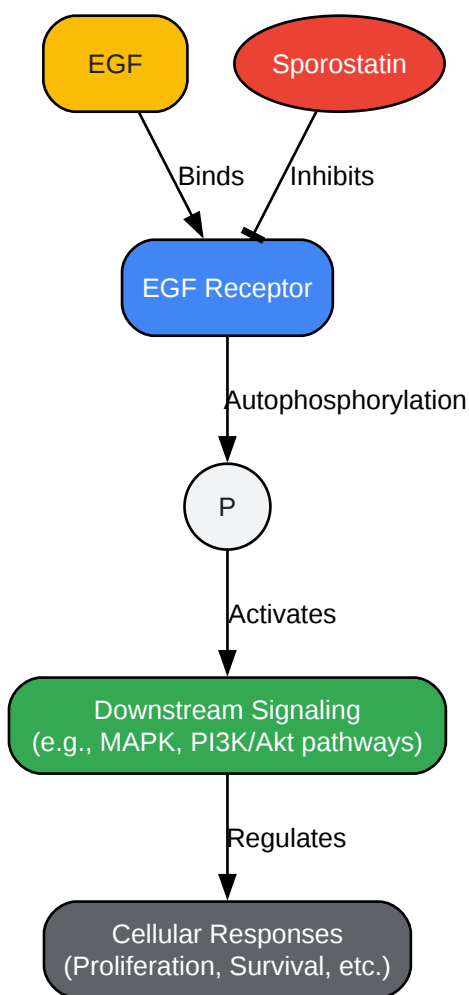 EGF
Sporostatin
Binds
Inhibits
EGF Receptor
Autophosphorylation
P
Activates
Downstream Signaling
(e.g., MAPK, PI3K/Akt pathways)
Regulates
Cellular Responses
(Proliferation, Survival, etc.)